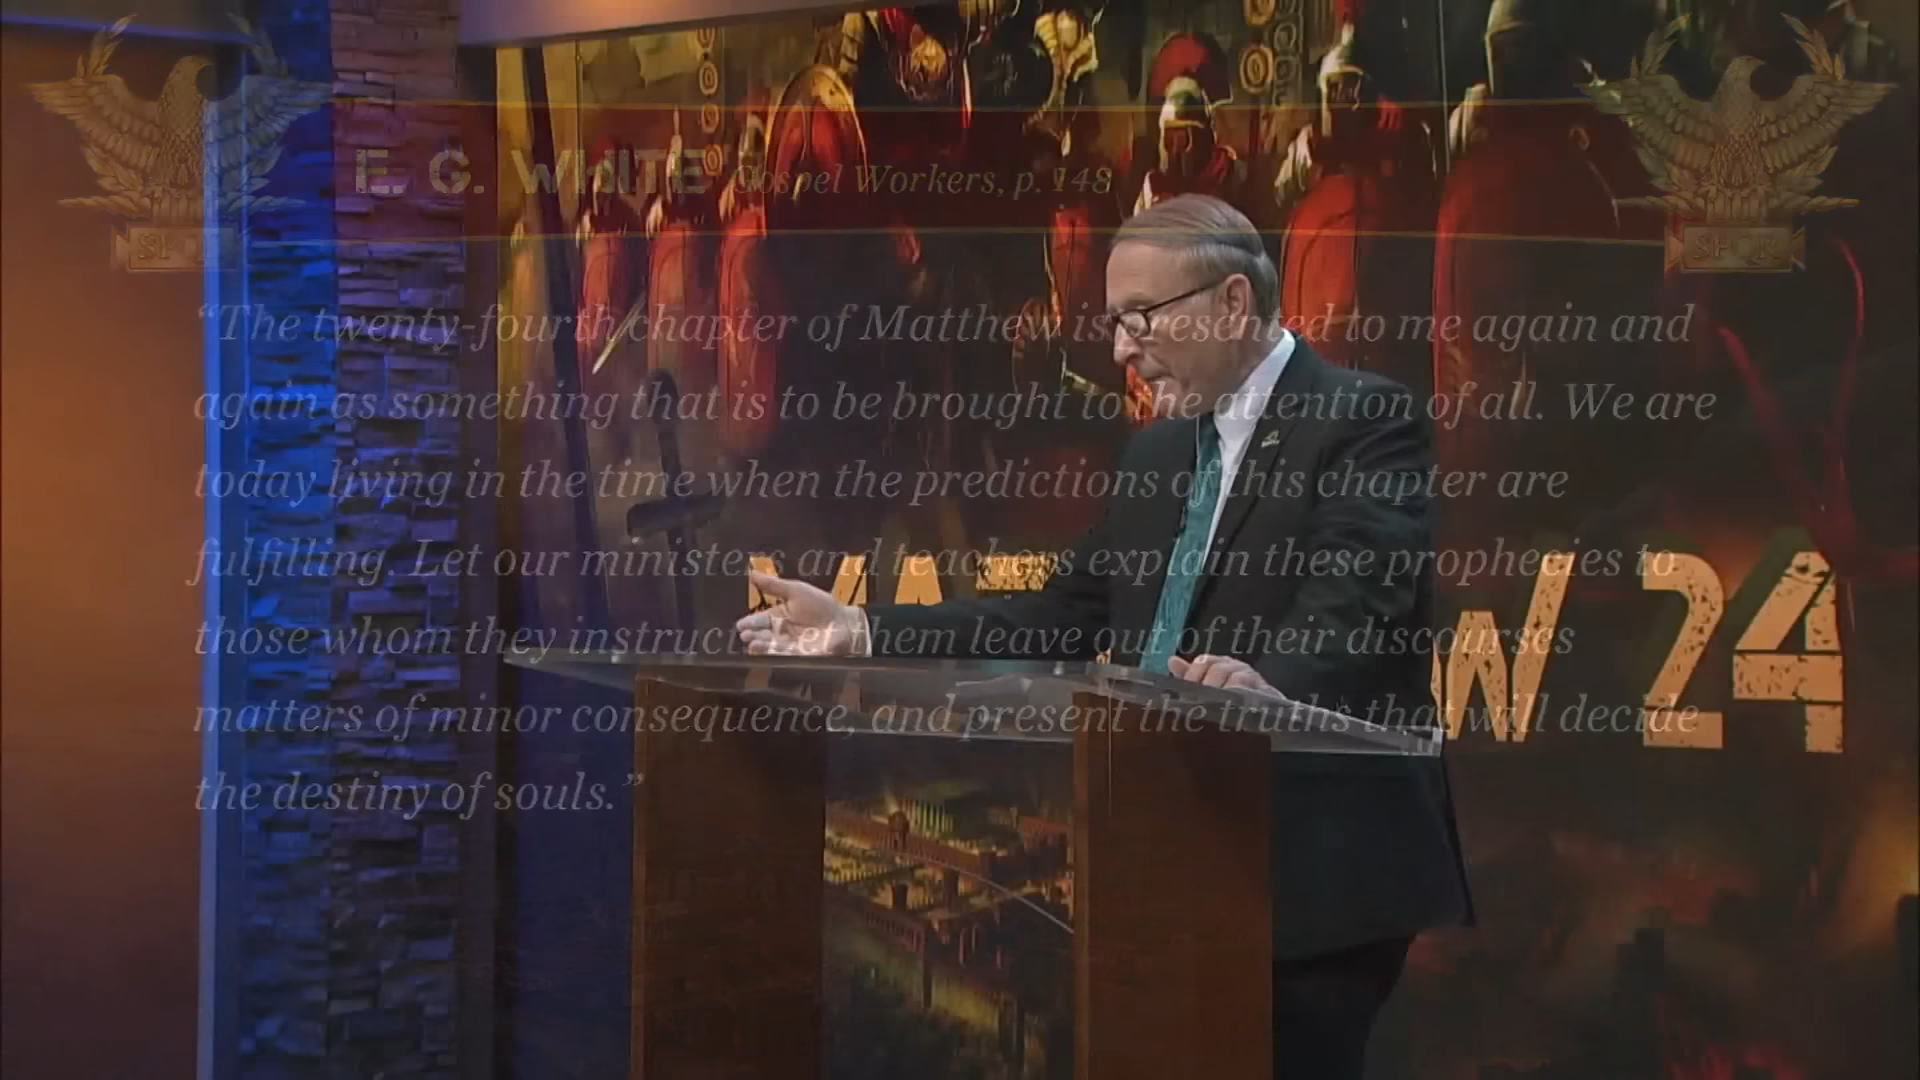 SPQR
SPQR
E. G. WHITE Gospel Workers, p. 148
“The twenty-fourth chapter of Matthew is presented to me again and
again as something that is to be brought to the attention of all. We are
today living in the time when the predictions of this chapter are
fulfilling. Let our ministers and teachers explain these prophecies to
those whom they instruct. Let them leave out of their discourses
matters of minor consequence, and present the truths that will decide
the destiny of souls.”
MATTHEW 24